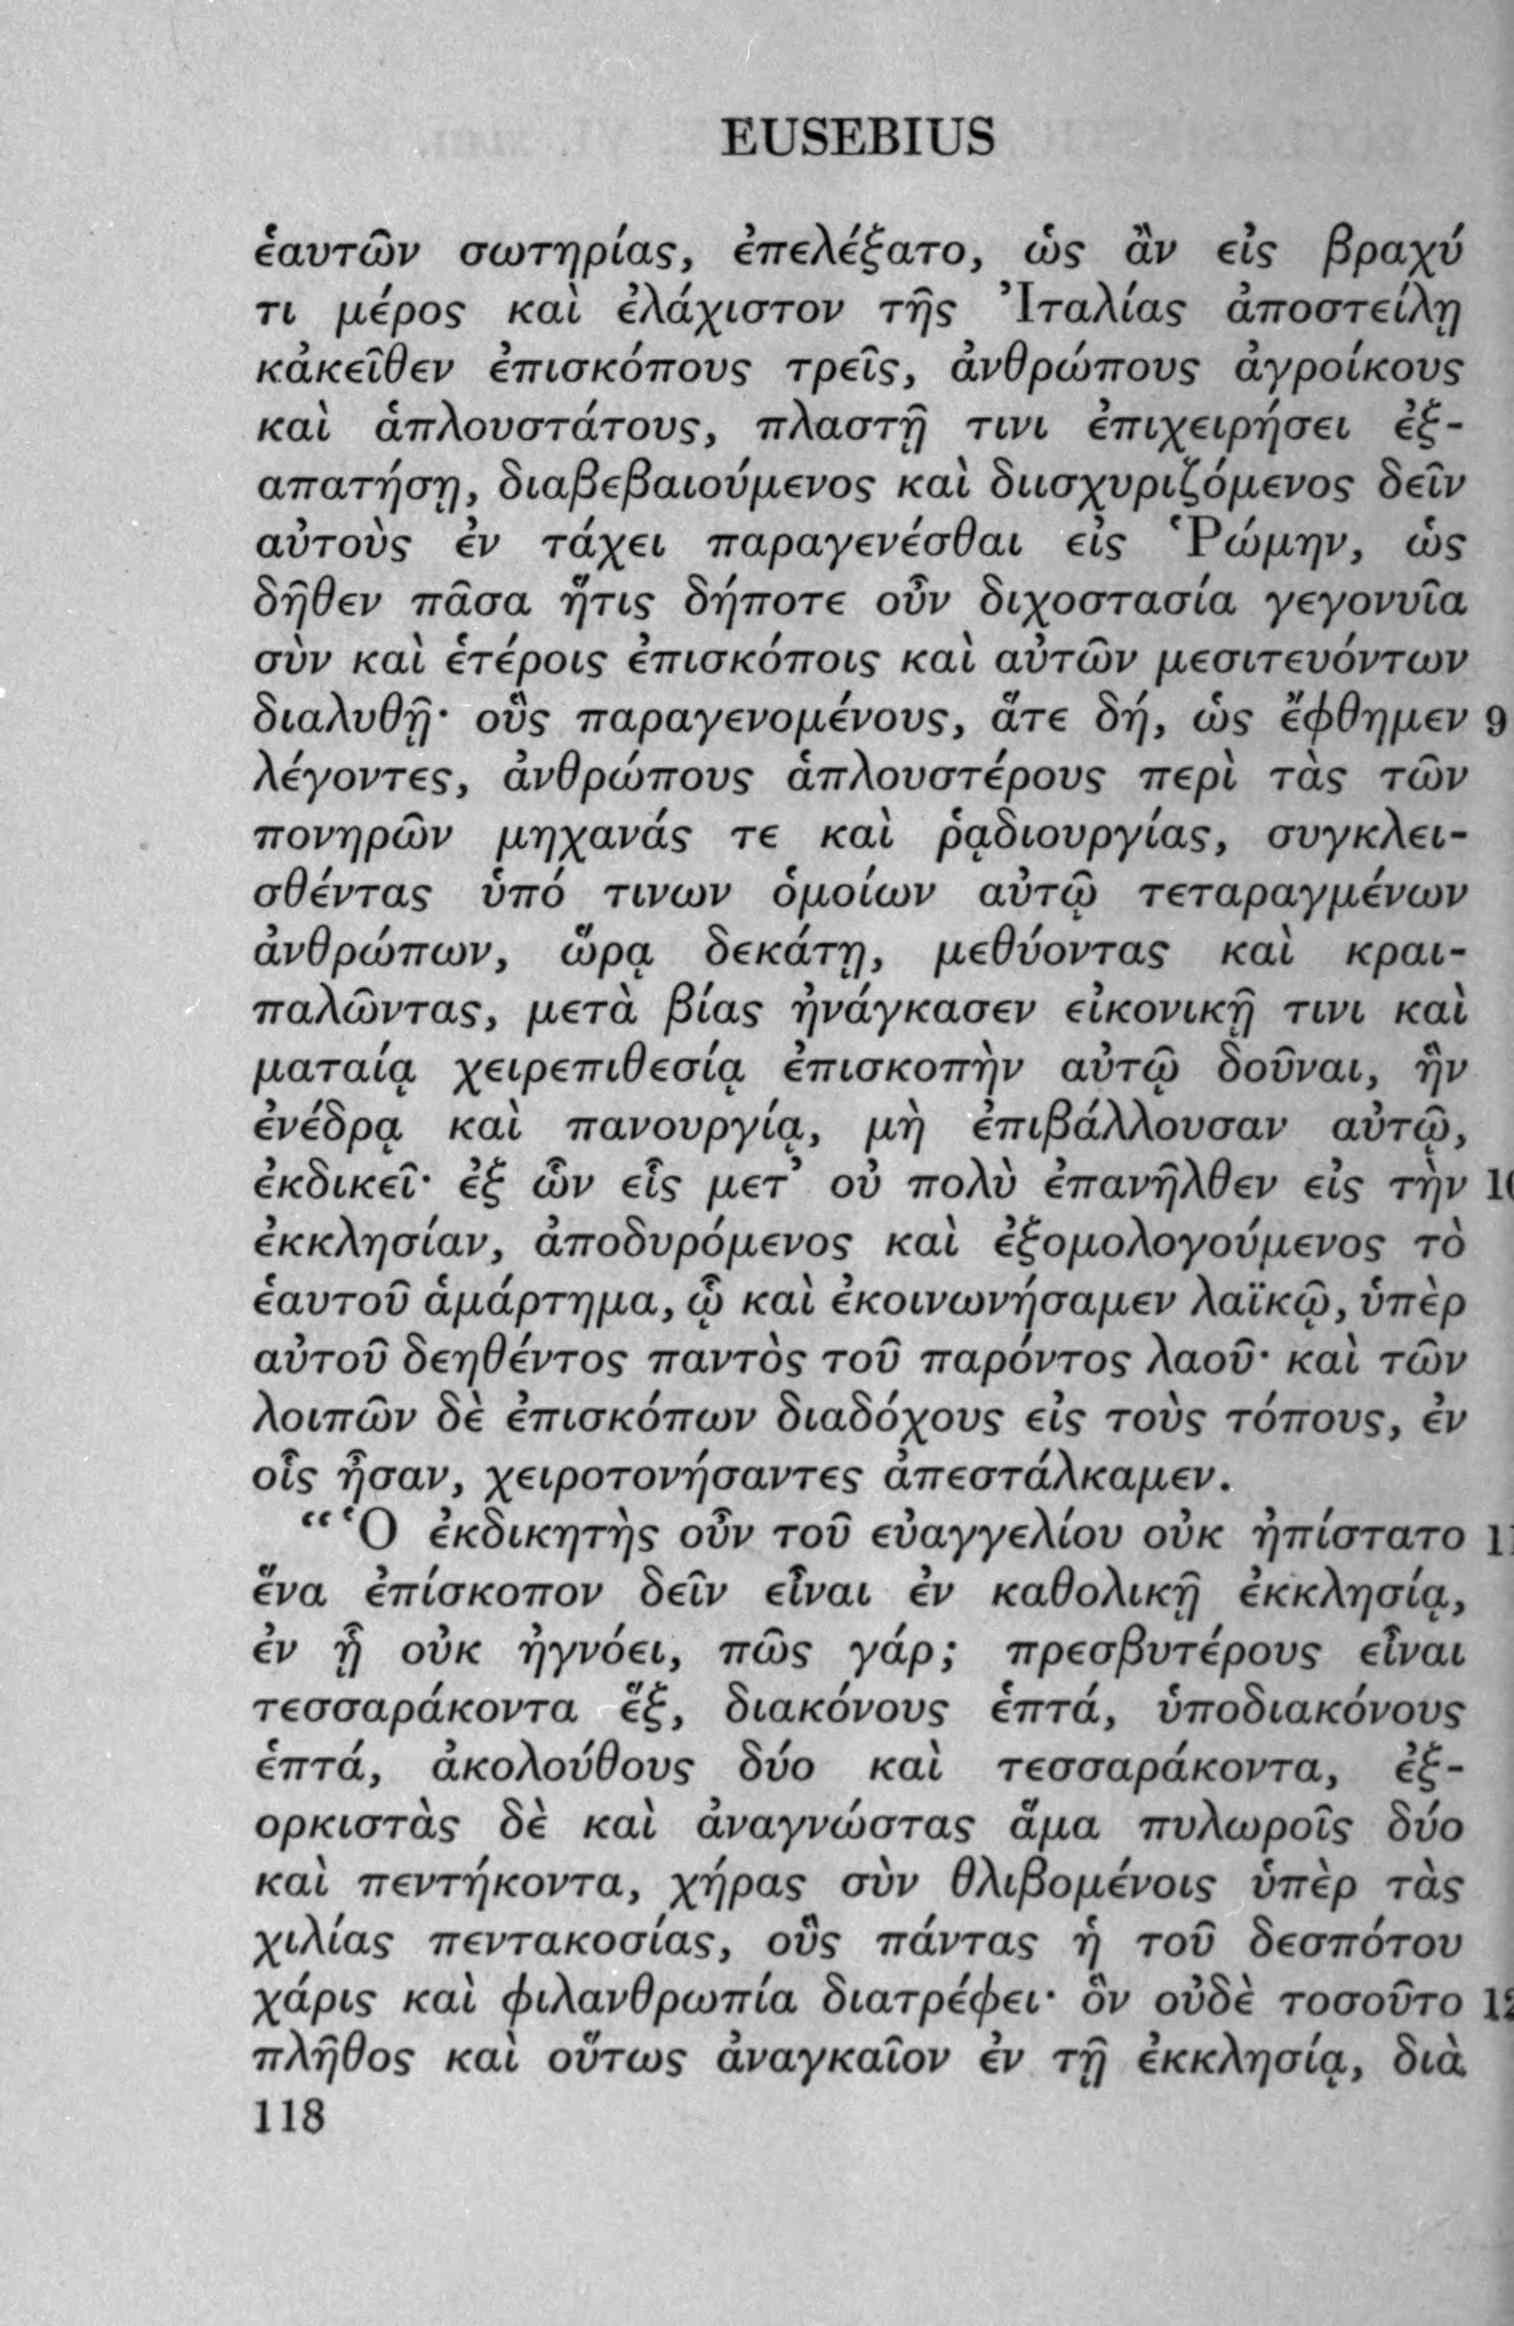 EUSEBIUS
ἑαυτῶν σωτηρίας, ἐπελέξατο, ὡς ἂν εἰς βραχύ
τι μέρος καὶ ἐλάχιστον τῆς Ἰταλίας ἀποστείλῃ
κἀκεῖθεν ἐπισκόπους τρεῖς, ἀνθρώπους ἀγροίκους
καὶ ἁπλουστάτους, πλαστῇ τινι ἐπιχειρήσει ἐξ-
απατήσῃ, διαβεβαιούμενος καὶ διισχυριζόμενος δεῖν
αὐτοὺς ἐν τάχει παραγενέσθαι εἰς Ῥώμην, ὡς
δῆθεν πᾶσα ἥτις δήποτε οὖν διχοστασία γεγονυῖα
σὺν καὶ ἑτέροις ἐπισκόποις καὶ αὐτῶν μεσιτευόντων
διαλυθῇ· οὓς παραγενομένους, ἅτε δή, ὡς ἔφθημεν 9
λέγοντες, ἀνθρώπους ἁπλουστέρους περὶ τὰς τῶν
πονηρῶν μηχανάς τε καὶ ῥᾳδιουργίας, συγκλει-
σθέντας ὑπό τινων ὁμοίων αὐτῷ τεταραγμένων
ἀνθρώπων, ὥρᾳ δεκάτῃ, μεθύοντας καὶ κραι-
παλῶντας, μετὰ βίας ἠνάγκασεν εἰκονικῇ τινι καὶ
ματαίᾳ χειρεπιθεσίᾳ ἐπισκοπὴν αὐτῷ δοῦναι, ἣν
ἐνέδρᾳ καὶ πανουργίᾳ, μὴ ἐπιβάλλουσαν αὐτῷ,
ἐκδικεῖ· ἐξ ὧν εἷς μετ᾽ οὐ πολὺ ἐπανῆλθεν εἰς τὴν 10
ἐκκλησίαν, ἀποδυρόμενος καὶ ἐξομολογούμενος τὸ
ἑαυτοῦ ἁμάρτημα, ᾧ καὶ ἐκοινωνήσαμεν λαϊκῷ, ὑπὲρ
αὐτοῦ δεηθέντος παντὸς τοῦ παρόντος λαοῦ· καὶ τῶν
λοιπῶν δὲ ἐπισκόπων διαδόχους εἰς τοὺς τόπους, ἐν
οἷς ἦσαν, χειροτονήσαντες ἀπεστάλκαμεν.
“Ὁ ἐκδικητὴς οὖν τοῦ εὐαγγελίου οὐκ ἠπίστατο 11
ἕνα ἐπίσκοπον δεῖν εἶναι ἐν καθολικῇ ἐκκλησίᾳ,
ἐν ᾗ οὐκ ἠγνόει, πῶς γάρ; πρεσβυτέρους εἶναι
τεσσαράκοντα ἕξ, διακόνους ἑπτά, ὑποδιακόνους
ἑπτά, ἀκολούθους δύο καὶ τεσσαράκοντα, ἐξ-
ορκιστὰς δὲ καὶ ἀναγνώστας ἅμα πυλωροῖς δύο
καὶ πεντήκοντα, χήρας σὺν θλιβομένοις ὑπὲρ τὰς
χιλίας πεντακοσίας, οὓς πάντας ἡ τοῦ δεσπότου
χάρις καὶ φιλανθρωπία διατρέφει· ὃν οὐδὲ τοσοῦτο 12
πλῆθος καὶ οὕτως ἀναγκαῖον ἐν τῇ ἐκκλησίᾳ, διὰ
118